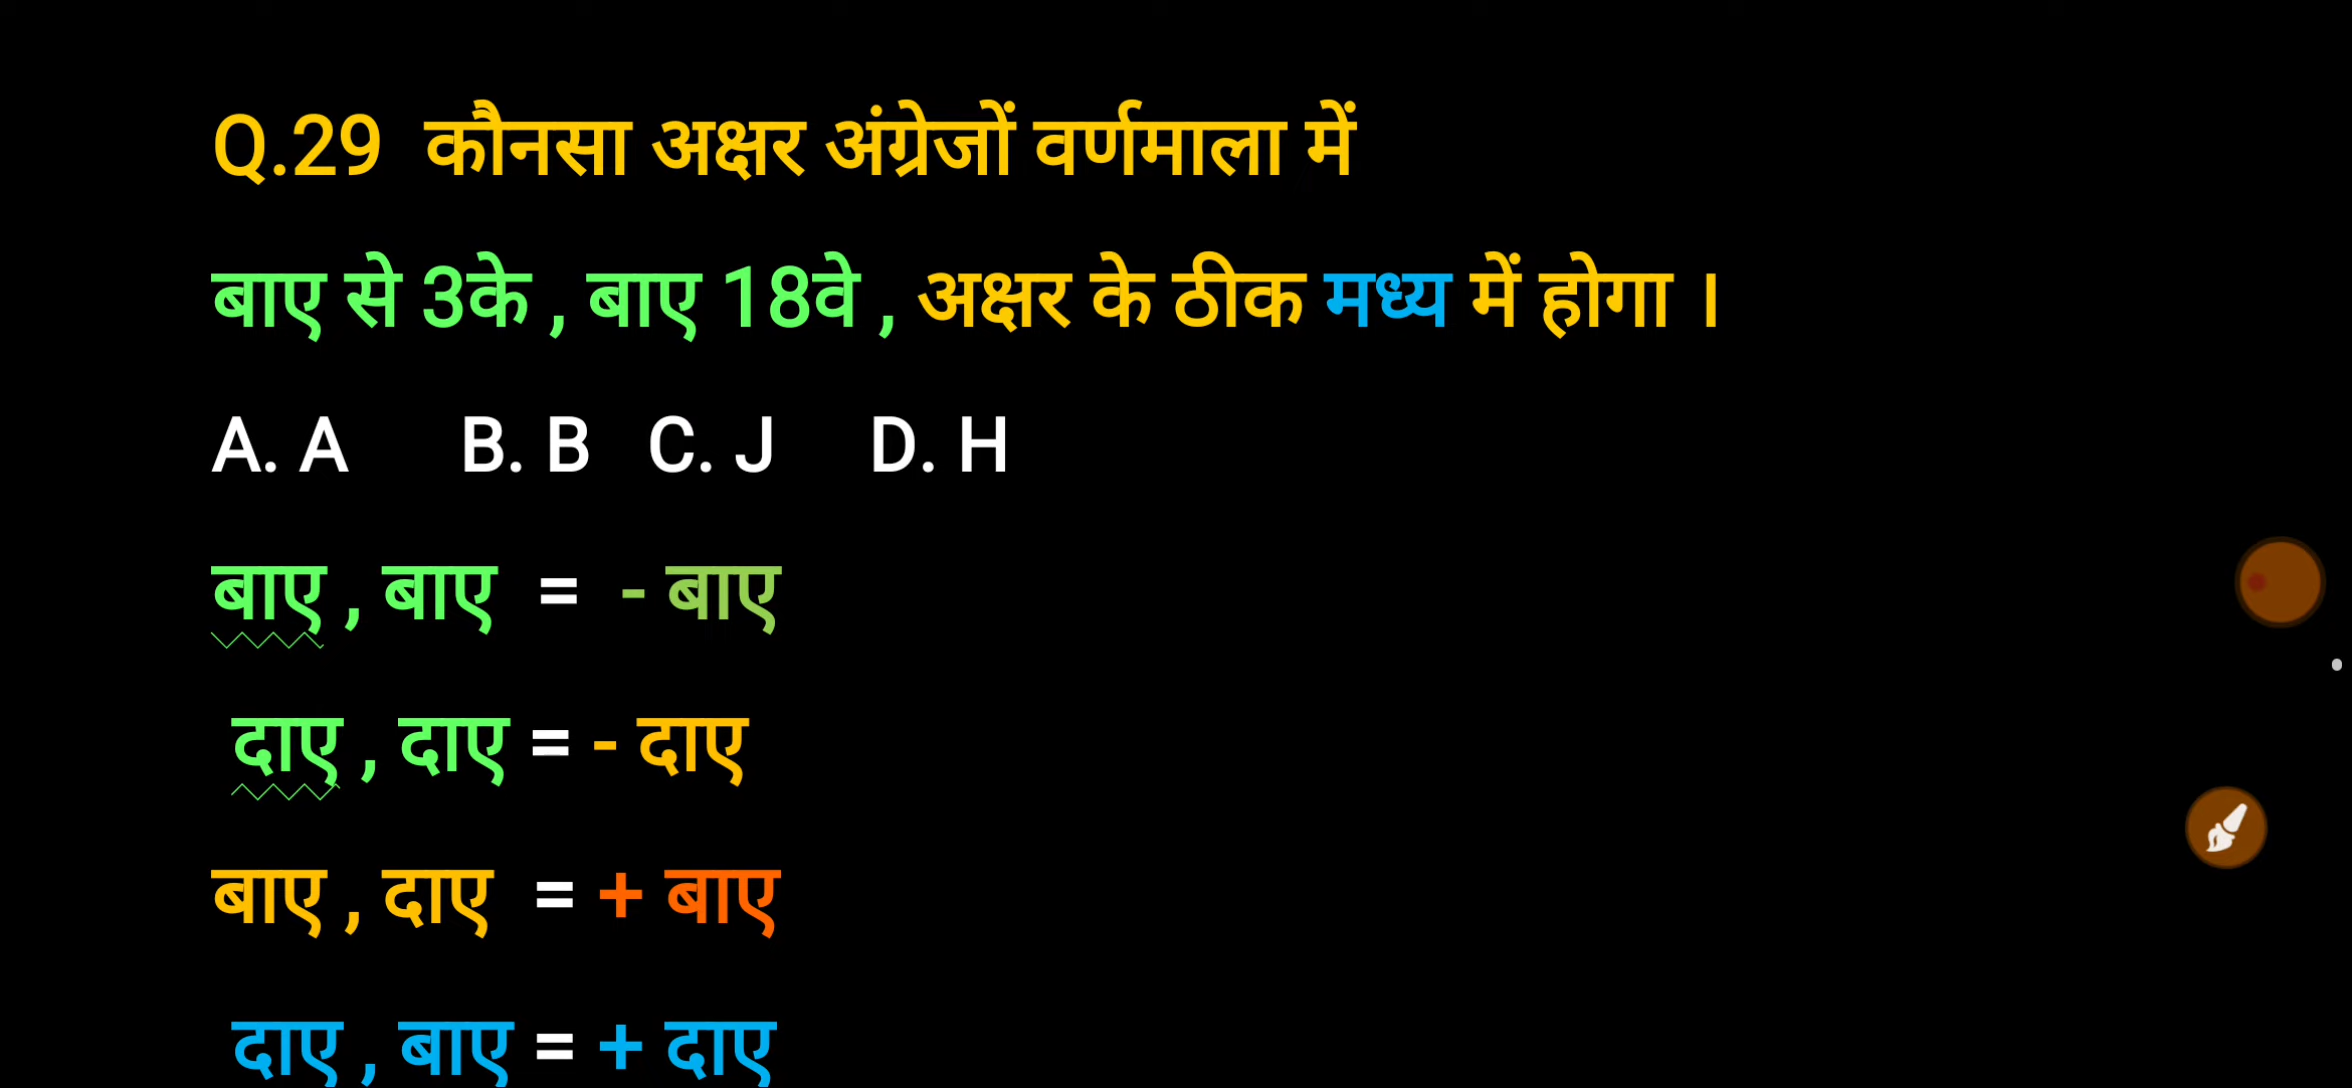 Q.29 कौनसा अक्षर अंग्रेजों वर्णमाला में
बाए से 3के , बाए 18वे , अक्षर के ठीक मध्य में होगा ।
A. A B. B C. J D. H
बाए , बाए = - बाए
दाए , दाए = - दाए
बाए , दाए = + बाए
दाए , बाए = + दाए